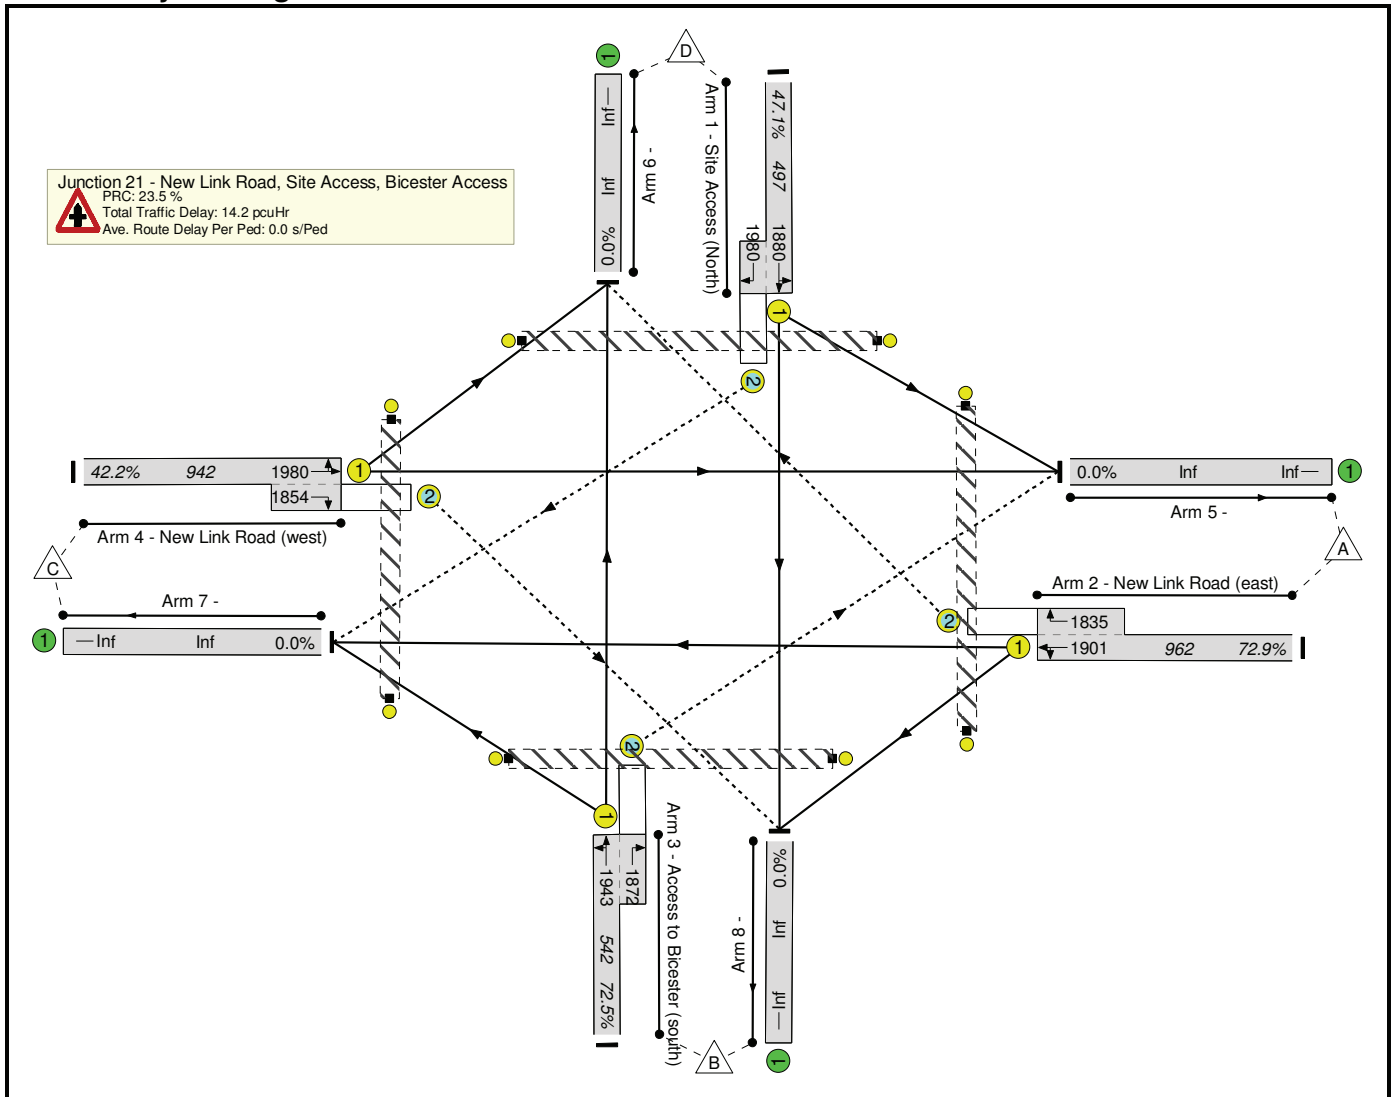 D
1
Inf
Inf
0.0%
Arm 6 -
Arm 1 - Site Access (North)
47.1% 497 1880
1980
Junction 21 - New Link Road, Site Access, Bicester Access
PRC: 23.5 %
Total Traffic Delay: 14.2 pcuHr
Ave. Route Delay Per Ped: 0.0 s/Ped
1
2
42.2% 942 1980
1854
1
2
Arm 4 - New Link Road (west)
C
Arm 7 -
1
Inf Inf 0.0%
0.0% Inf Inf
1
Arm 5 -
A
Arm 2 - New Link Road (east)
2
1835
1
1901 962 72.9%
2
1
1943 542 72.5%
1872
Arm 3 - Access to Bicester (south)
Arm 8 -
0.0%
Inf
Inf
B
1